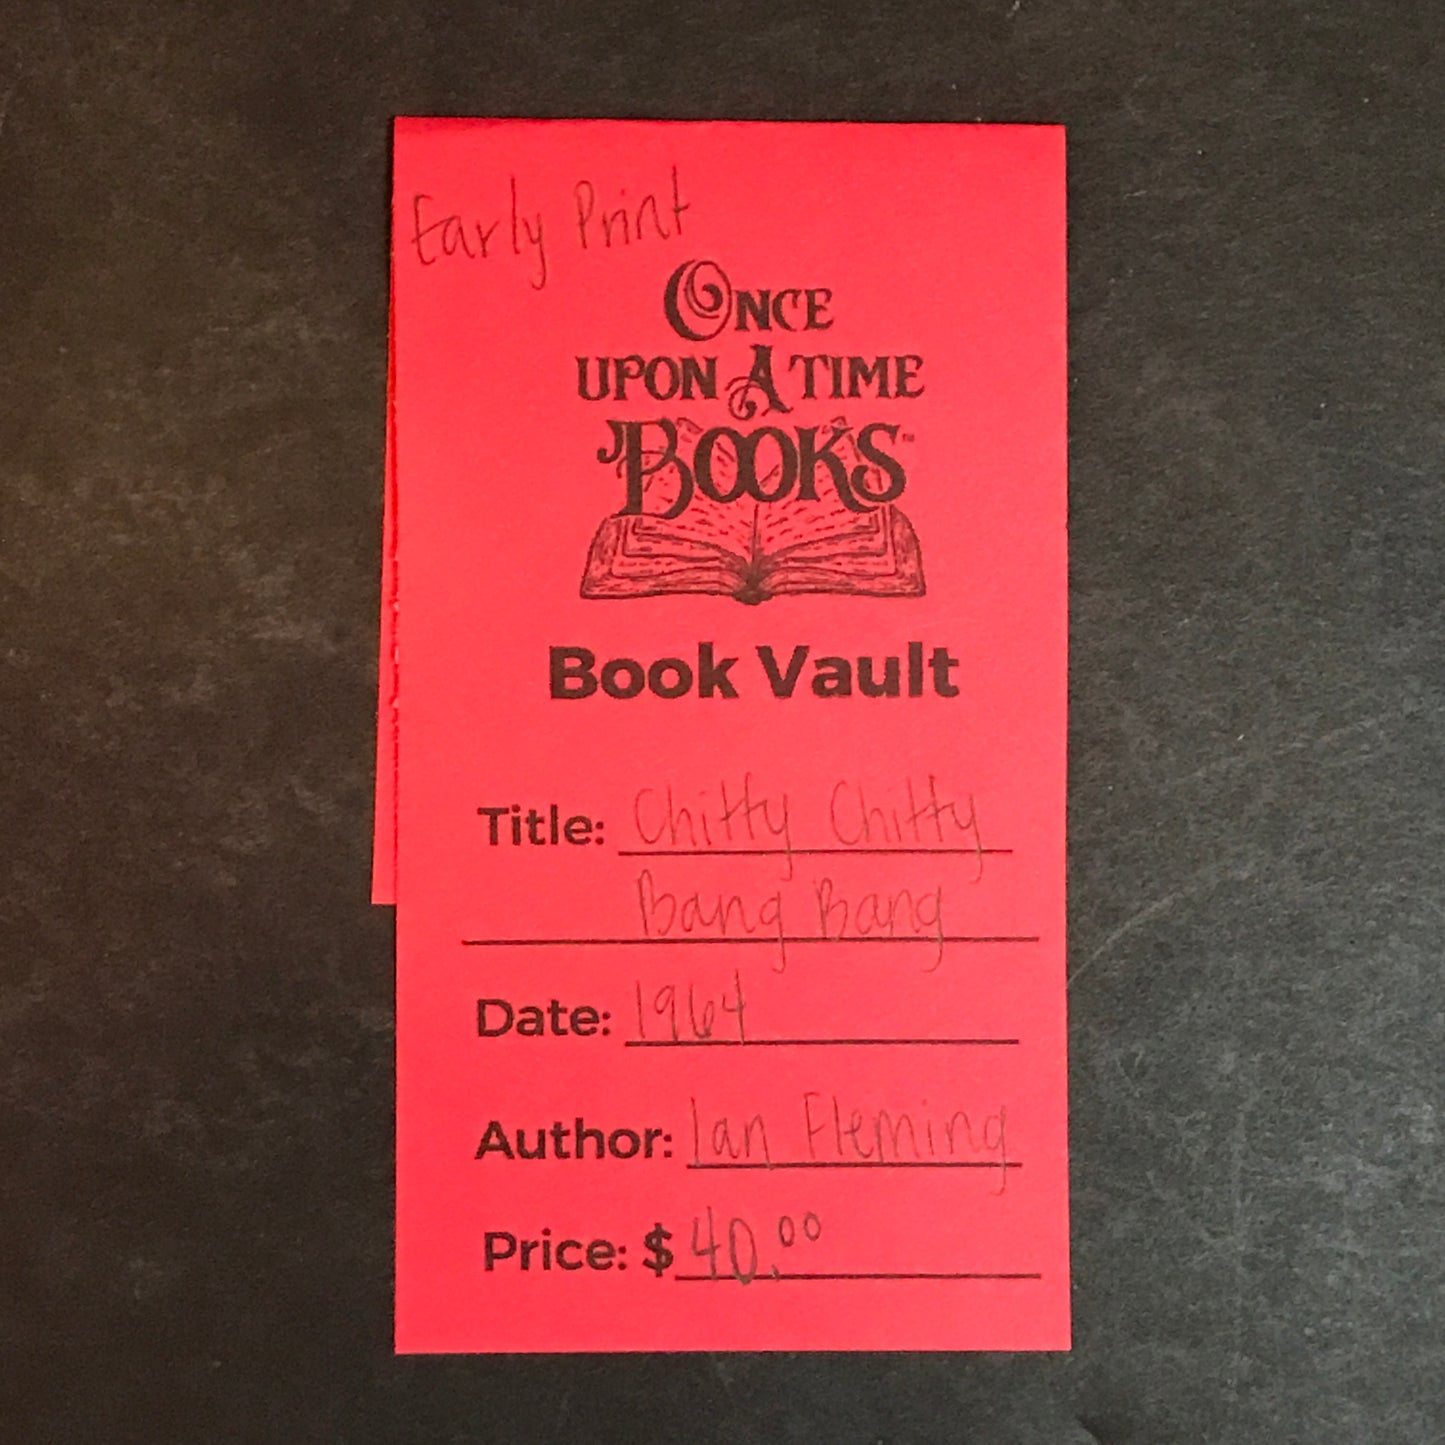 Early Print
ONCE
UPON A TIME
BOOKS™
Book Vault
Title: Chitty Chitty
Bang Bang
Date: 1964
Author: Ian Fleming
Price: $40.00